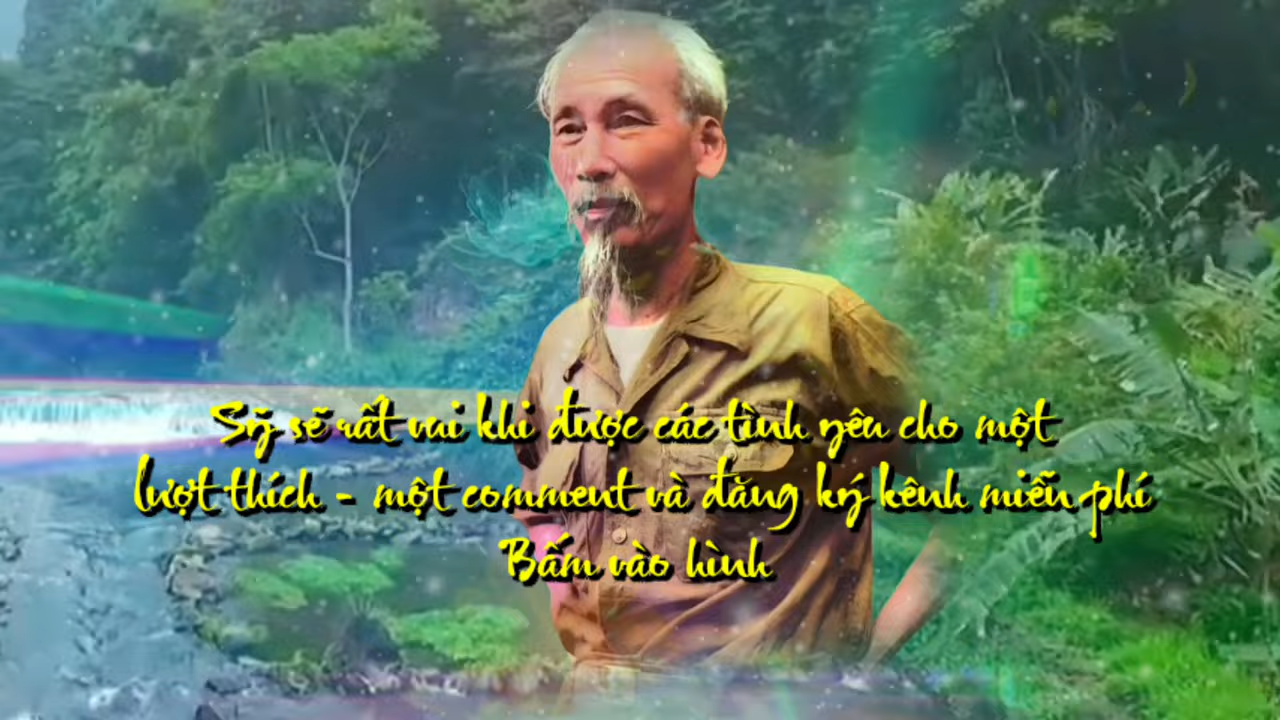 Sỹ sẽ rất vui khi được các tình yêu cho một
lượt thích - một comment và đăng ký kênh miễn phí
Bấm vào hình